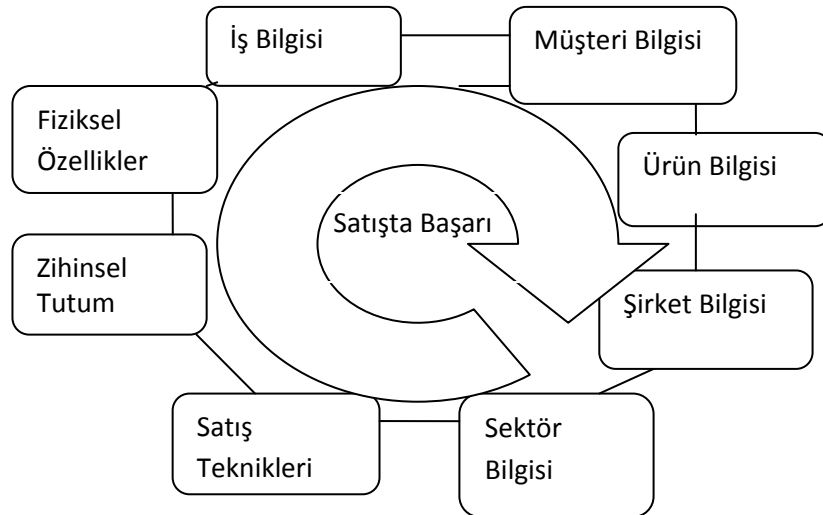 İş Bilgisi
Müşteri Bilgisi
Fiziksel
Özellikler
Ürün Bilgisi
Satışta Başarı
Zihinsel
Tutum
Şirket Bilgisi
Satış
Teknikleri
Sektör
Bilgisi